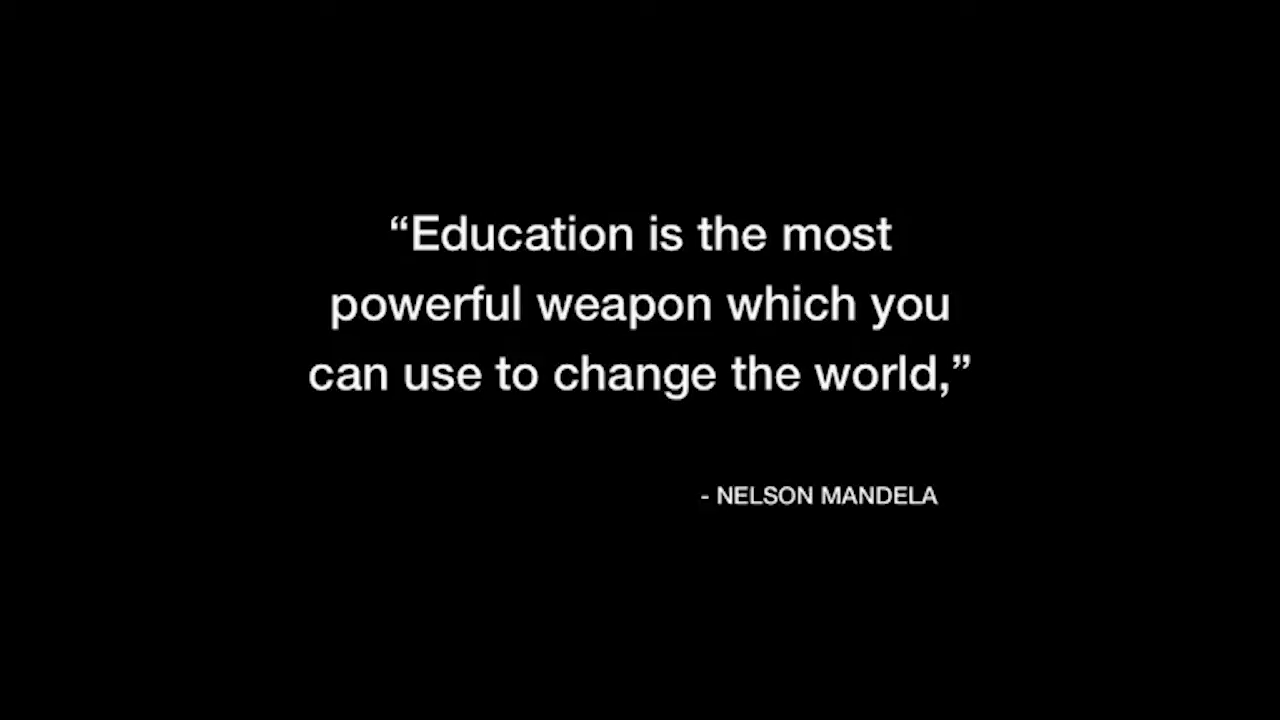 “Education is the most
powerful weapon which you
can use to change the world,”
- NELSON MANDELA